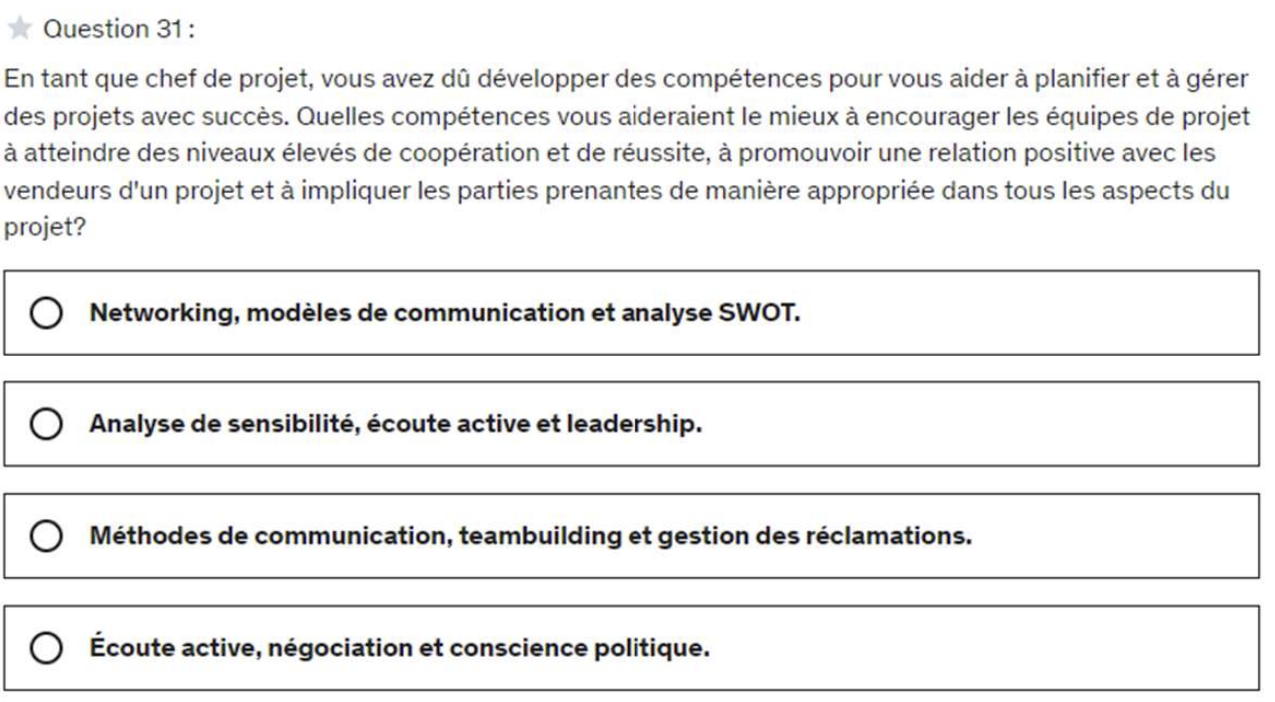 Question 31 :
En tant que chef de projet, vous avez dû développer des compétences pour vous aider à planifier et à gérer
des projets avec succès. Quelles compétences vous aideraient le mieux à encourager les équipes de projet
à atteindre des niveaux élevés de coopération et de réussite, à promouvoir une relation positive avec les
vendeurs d'un projet et à impliquer les parties prenantes de manière appropriée dans tous les aspects du
projet?
Networking, modèles de communication et analyse SWOT.
Analyse de sensibilité, écoute active et leadership.
Méthodes de communication, teambuilding et gestion des réclamations.
Écoute active, négociation et conscience politique.